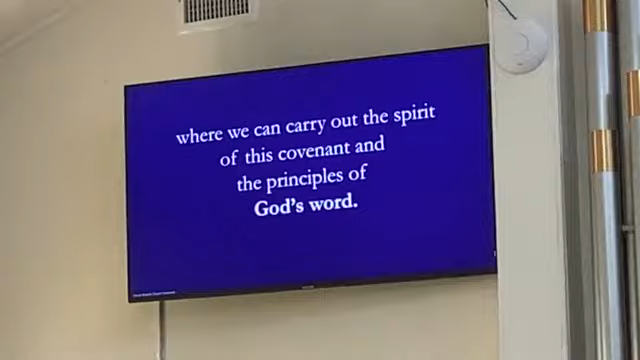 where we can carry out the spirit
of this covenant and
the principles of
God's word.